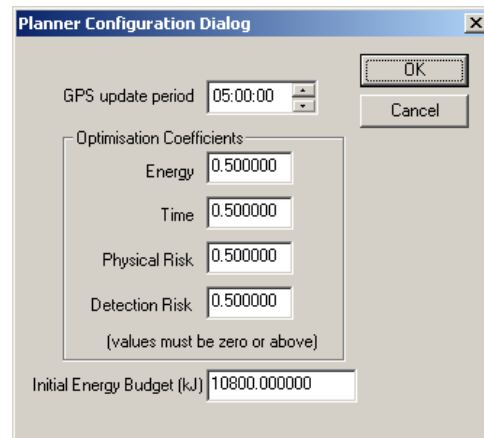 Planner Configuration Dialog
OK
GPS update period 05:00:00
Cancel
Optimisation Coefficients
Energy 0.500000
Time 0.500000
Physical Risk 0.500000
Detection Risk 0.500000
(values must be zero or above)
Initial Energy Budget (kJ) 10800.000000